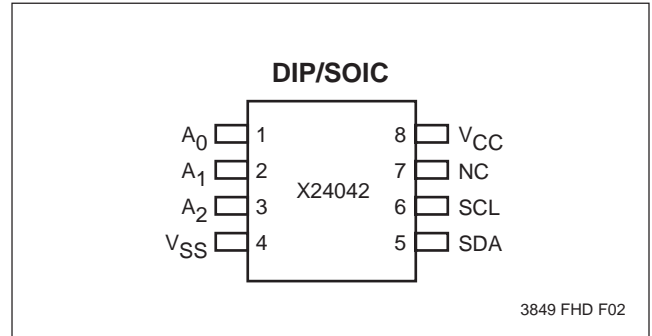 DIP/SOIC
A0 1 8 VCC
A1 2 7 NC
X24042
A2 3 6 SCL
VSS 4 5 SDA
3849 FHD F02